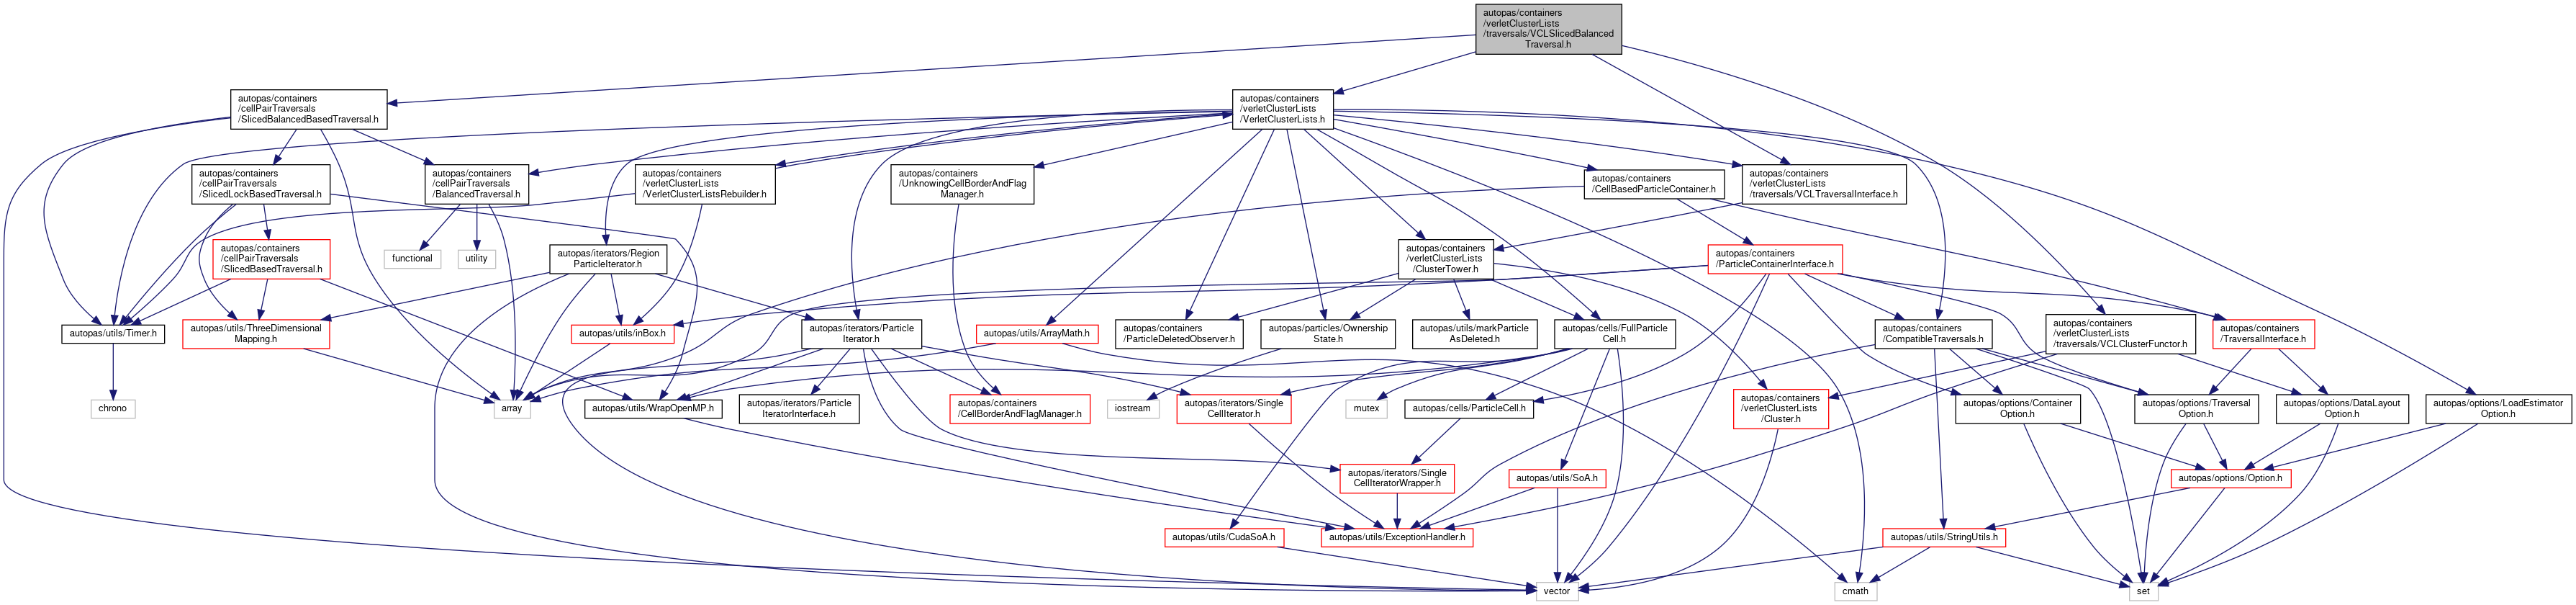 autopas/containers
/verletClusterLists
/traversals/VCLSlicedBalanced
Traversal.h
autopas/containers
/cellPairTraversals
/SlicedBalancedBasedTraversal.h
autopas/containers
/verletClusterLists
/VerletClusterLists.h
autopas/containers
/cellPairTraversals
/SlicedLockBasedTraversal.h
autopas/containers
/cellPairTraversals
/BalancedTraversal.h
autopas/containers
/verletClusterLists
/VerletClusterListsRebuilder.h
autopas/containers
/UnknowingCellBorderAndFlag
Manager.h
autopas/containers
/CellBasedParticleContainer.h
autopas/containers
/verletClusterLists
/traversals/VCLTraversalInterface.h
autopas/containers
/cellPairTraversals
/SlicedBasedTraversal.h
functional
utility
autopas/iterators/Region
ParticleIterator.h
autopas/containers
/verletClusterLists
/ClusterTower.h
autopas/containers
/ParticleContainerInterface.h
autopas/utils/Timer.h
autopas/utils/ThreeDimensional
Mapping.h
autopas/utils/inBox.h
autopas/iterators/Particle
Iterator.h
autopas/utils/ArrayMath.h
autopas/containers
/ParticleDeletedObserver.h
autopas/particles/Ownership
State.h
autopas/utils/markParticle
AsDeleted.h
autopas/cells/FullParticle
Cell.h
autopas/containers
/CompatibleTraversals.h
autopas/containers
/verletClusterLists
/traversals/VCLClusterFunctor.h
autopas/containers
/TraversalInterface.h
chrono
array
autopas/utils/WrapOpenMP.h
autopas/iterators/Particle
IteratorInterface.h
autopas/containers
/CellBorderAndFlagManager.h
iostream
autopas/iterators/Single
CellIterator.h
mutex
autopas/cells/ParticleCell.h
autopas/containers
/verletClusterLists
/Cluster.h
autopas/options/Container
Option.h
autopas/options/Traversal
Option.h
autopas/options/DataLayout
Option.h
autopas/options/LoadEstimator
Option.h
autopas/iterators/Single
CellIteratorWrapper.h
autopas/utils/SoA.h
autopas/options/Option.h
autopas/utils/CudaSoA.h
autopas/utils/ExceptionHandler.h
autopas/utils/StringUtils.h
vector
cmath
set